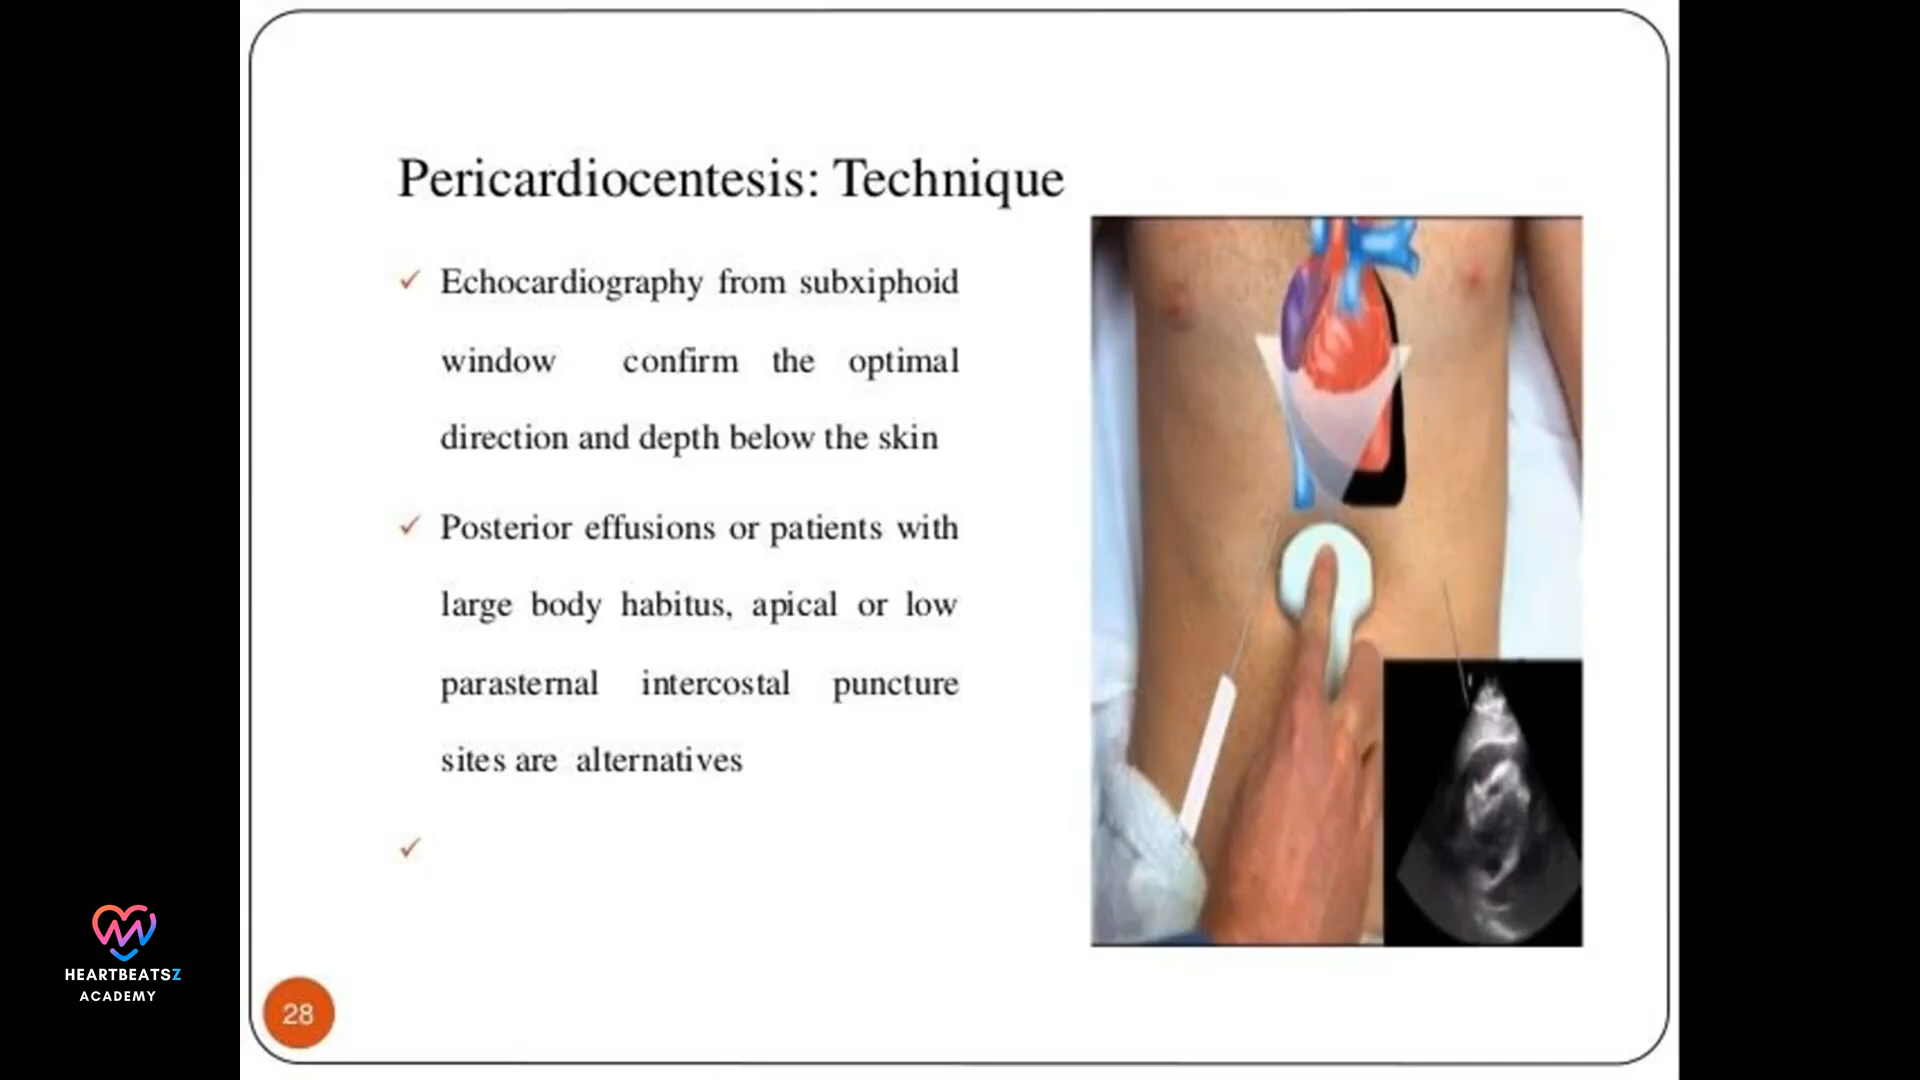 Pericardiocentesis: Technique
✓ Echocardiography from subxiphoid
window confirm the optimal
direction and depth below the skin
✓ Posterior effusions or patients with
large body habitus, apical or low
parasternal intercostal puncture
sites are alternatives
✓
HEARTBEATSZ
ACADEMY
28